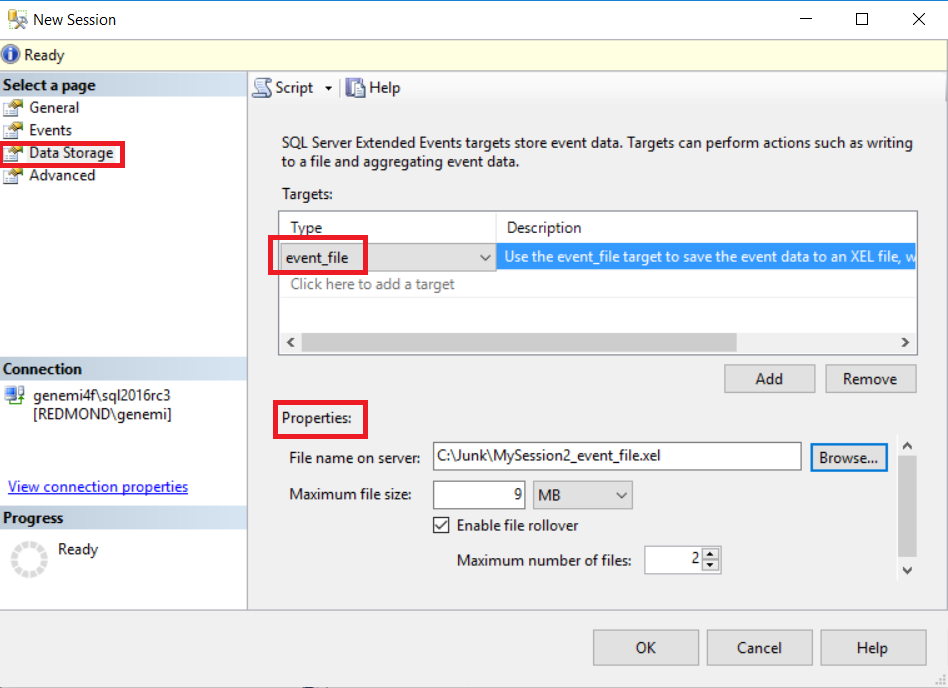 New Session
Ready
Select a page
General
Events
Data Storage
Advanced
Connection
genemi4f\sql2016rc3
[REDMOND\genemi]
View connection properties
Progress
Ready
Script
Help
SQL Server Extended Events targets store event data. Targets can perform actions such as writing
to a file and aggregating event data.
Targets:
Type Description
event_file Use the event_file target to save the event data to an XEL file, w
Click here to add a target
Add Remove
Properties:
File name on server: C:\Junk\MySession2_event_file.xel Browse...
Maximum file size: 9 MB
Enable file rollover
Maximum number of files: 2
OK Cancel Help